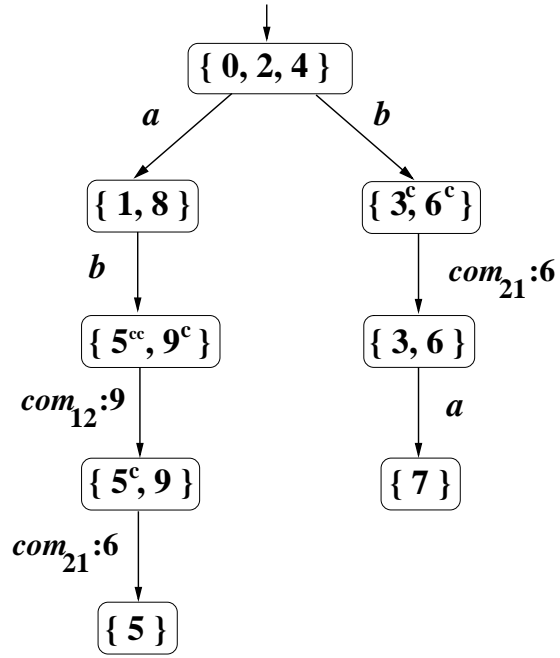 { 0, 2, 4 }
a b
{ 1, 8 } { 3ᶜ, 6ᶜ }
b com₂₁:6
{ 5ᶜᶜ, 9ᶜ } { 3, 6 }
com₁₂:9 a
{ 5ᶜ, 9 } { 7 }
com₂₁:6
{ 5 }